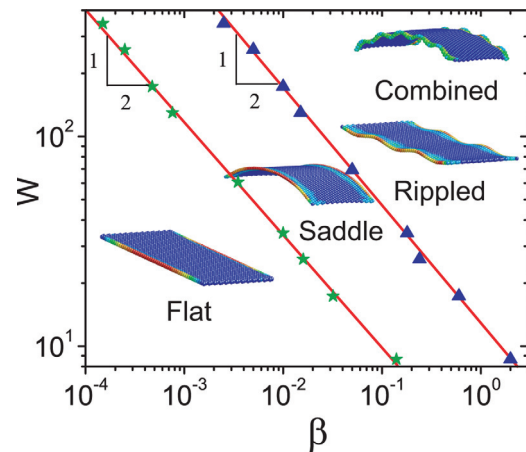 1
2
1
2
Combined
Rippled
Saddle
Flat
W
10²
10¹
10⁻⁴ 10⁻³ 10⁻² 10⁻¹ 10⁰
β